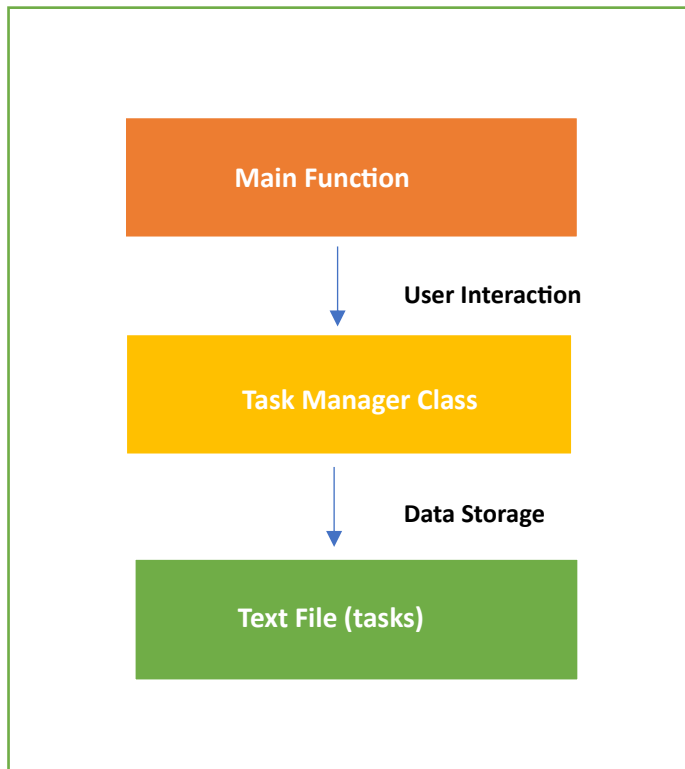 Main Function
User Interaction
Task Manager Class
Data Storage
Text File (tasks)